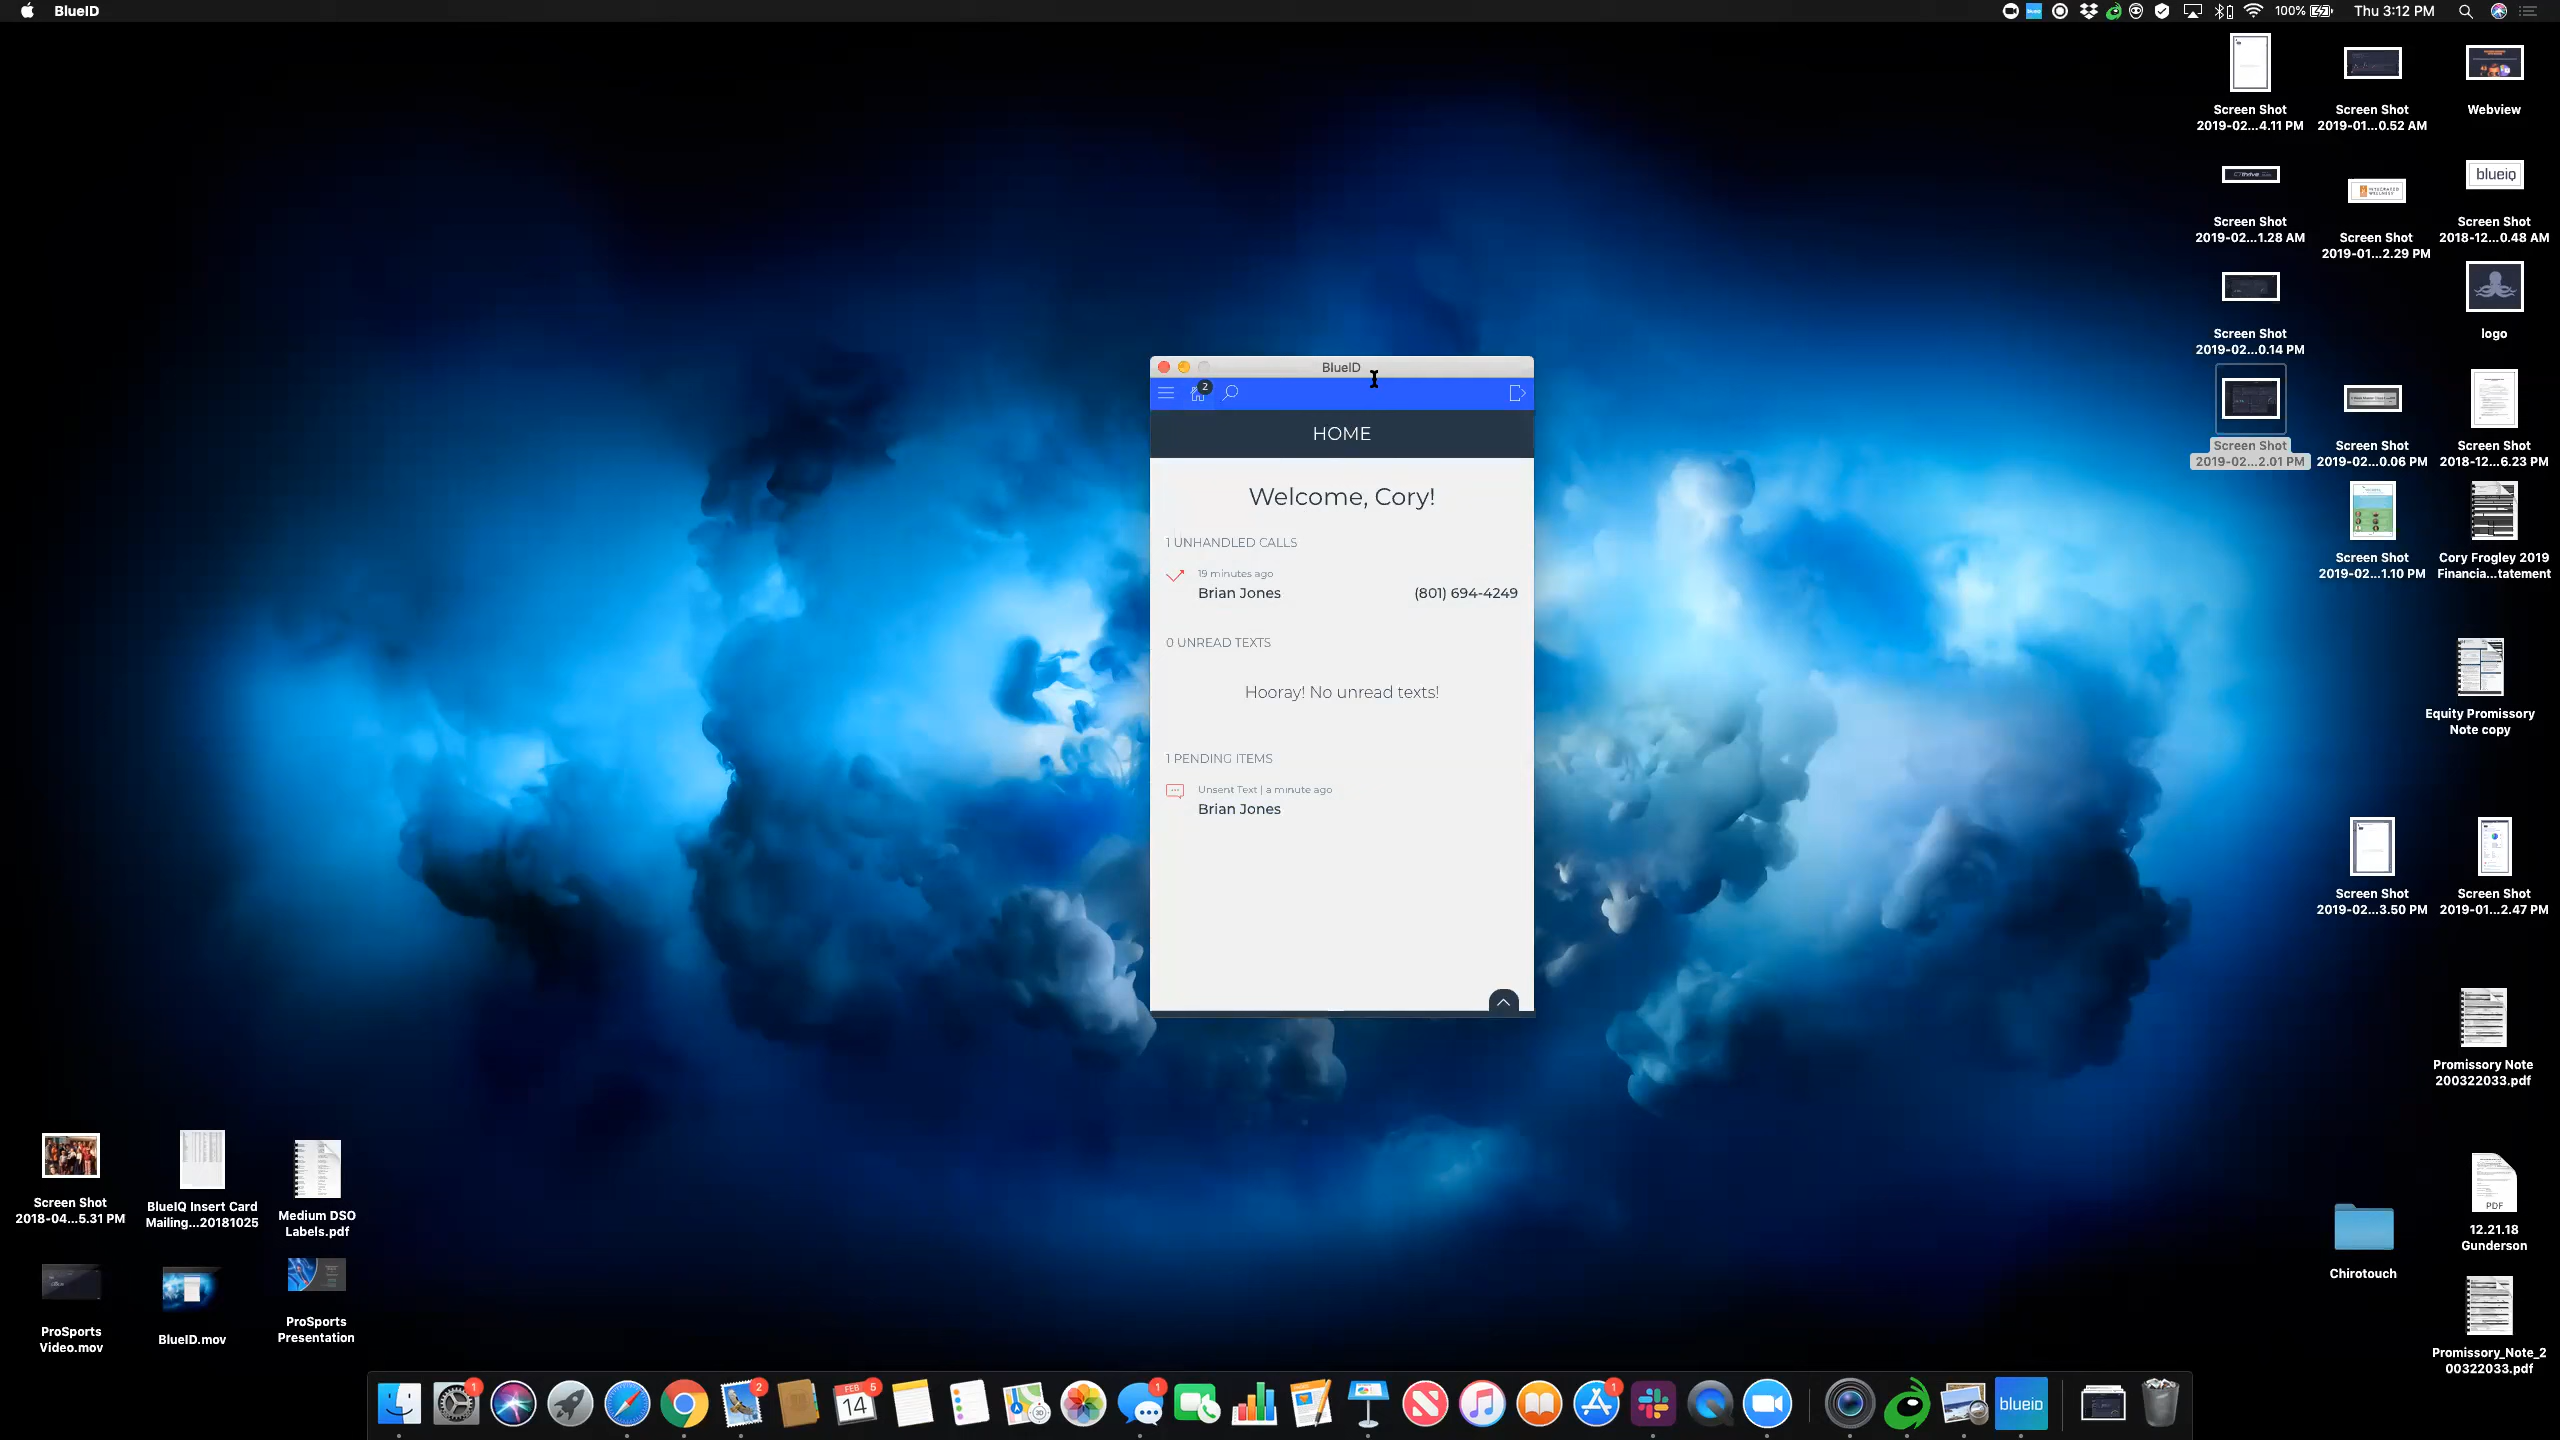 BlueID
100%
Thu 3:12 PM
Screen Shot
2019-02...4.11 PM
Screen Shot
2019-01...0.52 AM
Webview
Screen Shot
2019-02...1.28 AM
Screen Shot
2019-01...2.29 PM
blueiq
Screen Shot
2018-12...0.48 AM
Screen Shot
2019-02...0.14 PM
logo
Screen Shot
2019-02...2.01 PM
Screen Shot
2019-02...0.06 PM
Screen Shot
2018-12...6.23 PM
Screen Shot
2019-02...1.10 PM
Cory Frogley 2019
Financia...tatement
Equity Promissory
Note copy
Screen Shot
2019-02...3.50 PM
Screen Shot
2019-01...2.47 PM
Promissory Note
200322033.pdf
PDF
12.21.18
Gunderson
Chirotouch
Promissory_Note_2
00322033.pdf
BlueID
2
HOME
Welcome, Cory!
1 UNHANDLED CALLS
19 minutes ago
Brian Jones
(801) 694-4249
0 UNREAD TEXTS
Hooray! No unread texts!
1 PENDING ITEMS
Unsent Text | a minute ago
Brian Jones
Screen Shot
2018-04...5.31 PM
BlueIQ Insert Card
Mailing...20181025
Medium DSO
Labels.pdf
ProSports
Video.mov
BlueID.mov
ProSports
Presentation
1
2
FEB
14
5
1
1
blueio